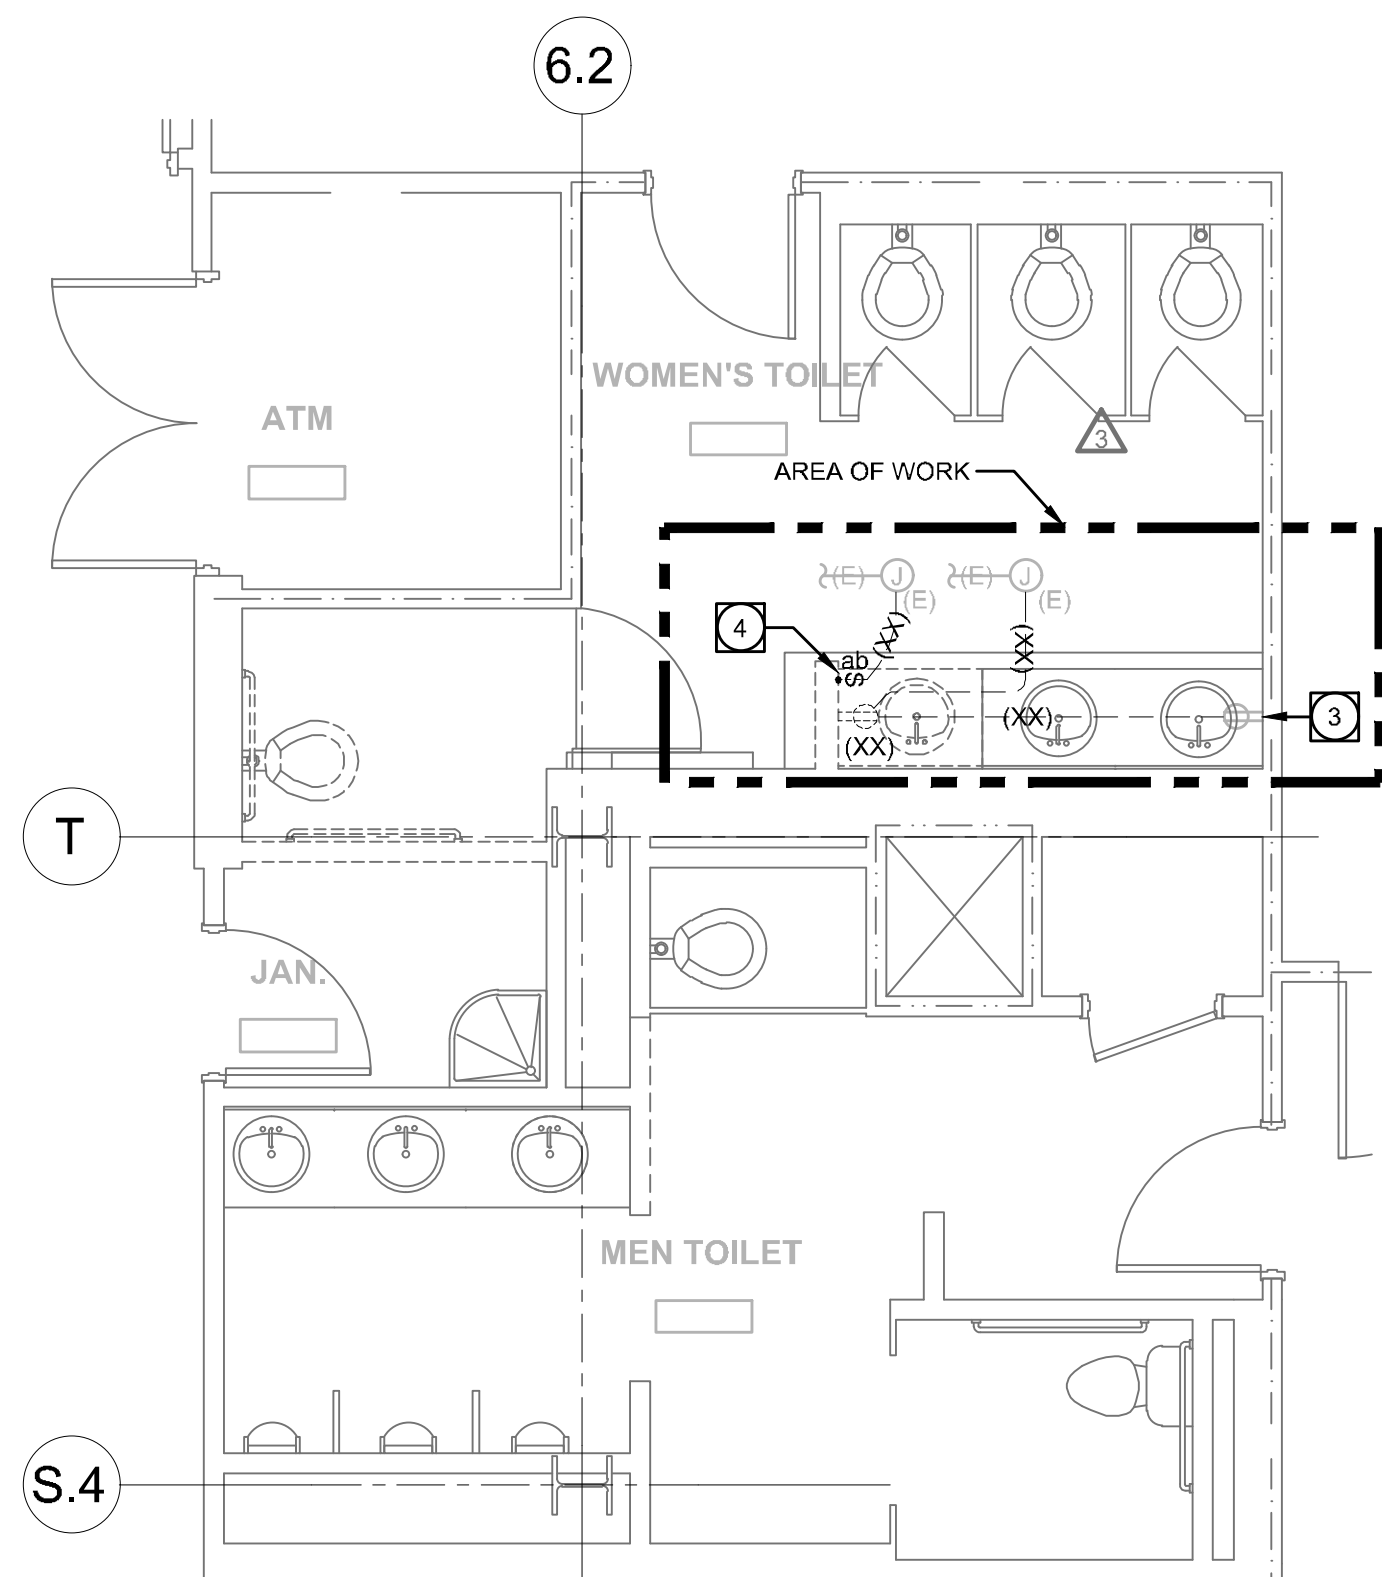 6.2
WOMEN'S TOILET
ATM
3
AREA OF WORK
(E) J (E) J
(E) (E)
4
(XX) (XX)
ab
$
3
(XX)
(XX)
T
JAN.
MEN TOILET
S.4